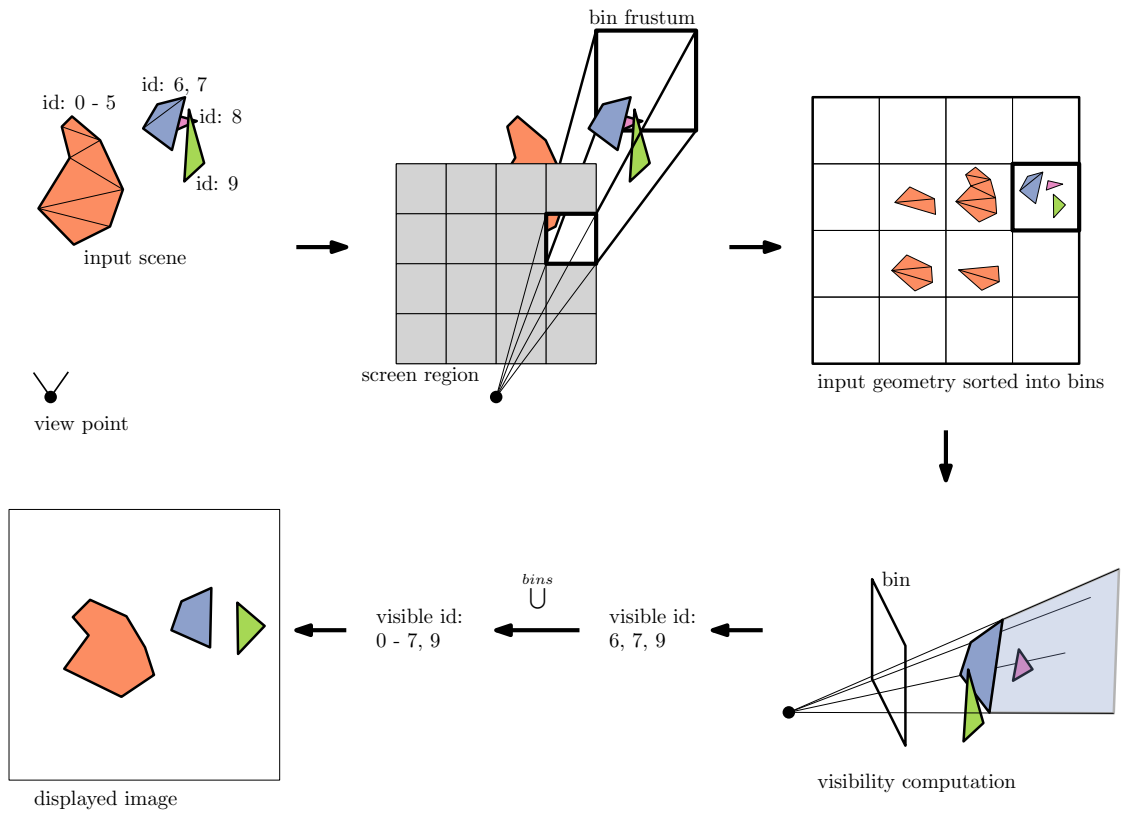 bin frustum
id: 6, 7
id: 0 - 5
id: 8
id: 9
input scene
screen region
input geometry sorted into bins
view point
bins
⋃
bin
visible id:
0 - 7, 9
visible id:
6, 7, 9
visibility computation
displayed image